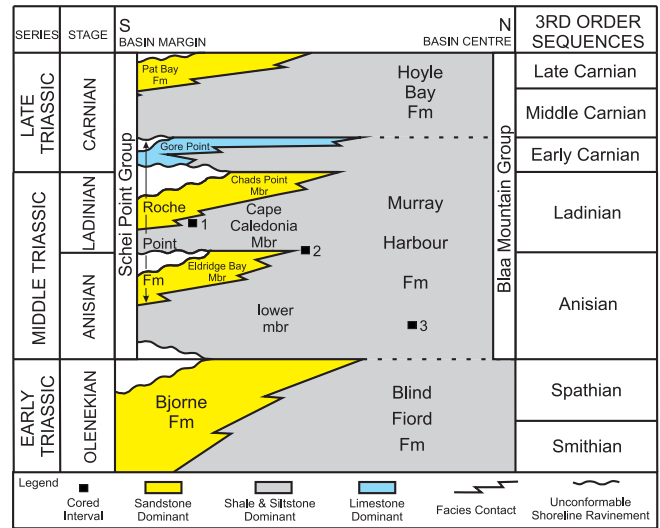 SERIES
STAGE
S
BASIN MARGIN
N
BASIN CENTRE
3RD ORDER
SEQUENCES
LATE TRIASSIC
CARNIAN
Pat Bay
Fm
Hoyle
Bay
Fm
Late Carnian
Middle Carnian
Gore Point
Early Carnian
MIDDLE TRIASSIC
LADINIAN
ANISIAN
Schei Point Group
Blaa Mountain Group
Chads Point
Mbr
Roche
Point
Fm
1
Cape
Caledonia
Mbr
2
Eldridge Bay
Mbr
lower
mbr
3
Murray
Harbour
Fm
Ladinian
Anisian
EARLY
TRIASSIC
OLENEKIAN
Bjorne
Fm
Blind
Fiord
Fm
Spathian
Smithian
Legend
Cored
Interval
Sandstone
Dominant
Shale & Siltstone
Dominant
Limestone
Dominant
Facies Contact
Unconformable
Shoreline Ravinement